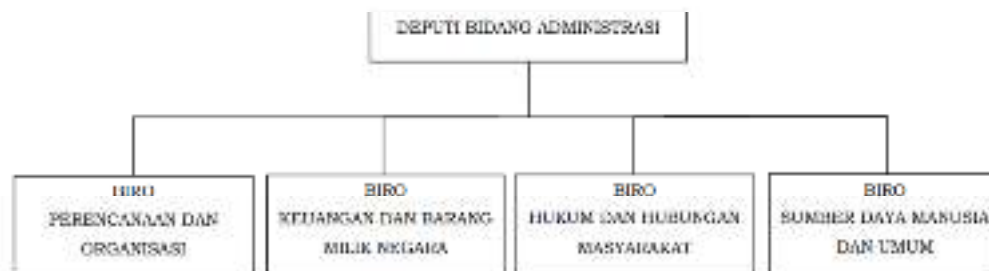 DEPUTI BIDANG ADMINISTRASI
BIRO
PERENCANAAN DAN
ORGANISASI
BIRO
KEUANGAN DAN BARANG
MILIK NEGARA
BIRO
HUKUM DAN HUBUNGAN
MASYARAKAT
BIRO
SUMBER DAYA MANUSIA
DAN UMUM